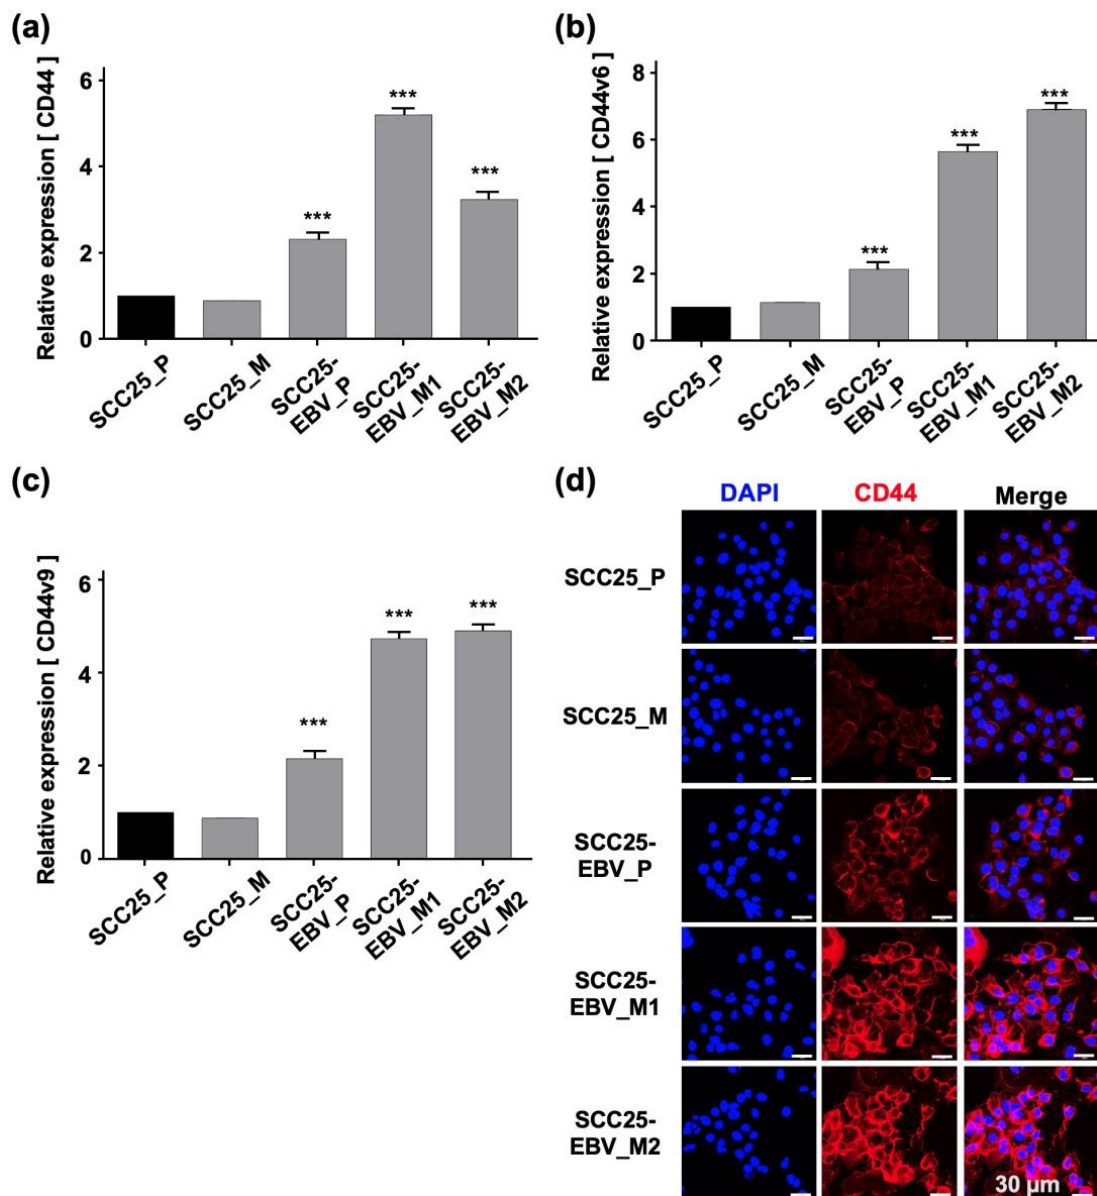 (a)
Relative expression [ CD44 ]
6
4
2
0
***
***
***
SCC25_P
SCC25_M
SCC25-
EBV_P
SCC25-
EBV_M1
SCC25-
EBV_M2
(b)
Relative expression [ CD44v6 ]
8
6
4
2
0
***
***
***
SCC25_P
SCC25_M
SCC25-
EBV_P
SCC25-
EBV_M1
SCC25-
EBV_M2
(c)
Relative expression [ CD44v9 ]
6
4
2
0
***
***
***
SCC25_P
SCC25_M
SCC25-
EBV_P
SCC25-
EBV_M1
SCC25-
EBV_M2
(d)
DAPI CD44 Merge
SCC25_P
SCC25_M
SCC25-
EBV_P
SCC25-
EBV_M1
SCC25-
EBV_M2
30 µm